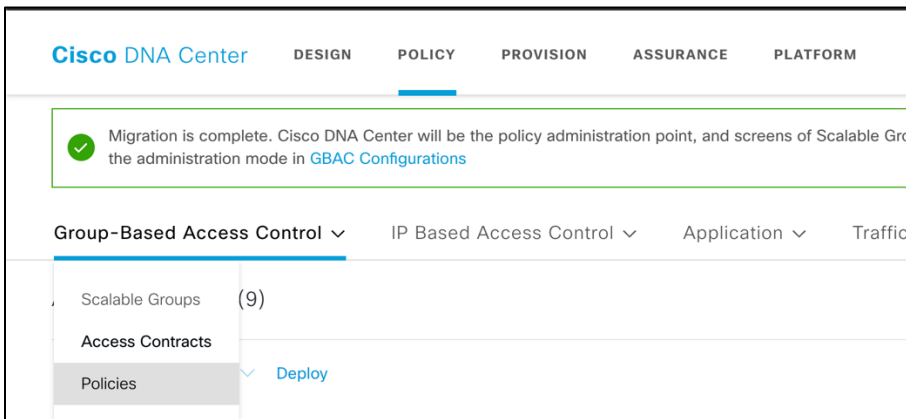 Cisco DNA Center DESIGN POLICY PROVISION ASSURANCE PLATFORM
Migration is complete. Cisco DNA Center will be the policy administration point, and screens of Scalable Gro
the administration mode in GBAC Configurations
Group-Based Access Control IP Based Access Control Application Traffic
Scalable Groups (9)
Access Contracts
Policies Deploy